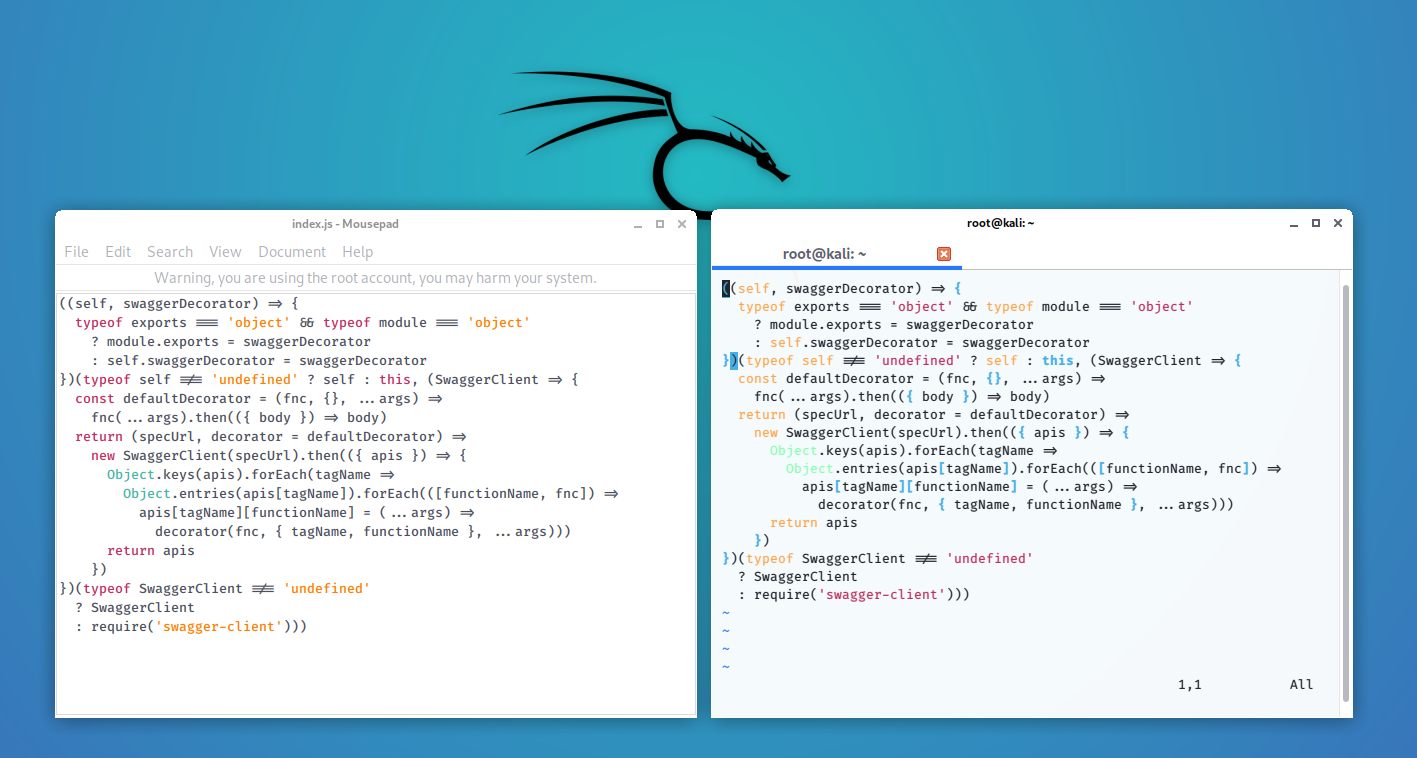 index.js - Mousepad
File Edit Search View Document Help
Warning, you are using the root account, you may harm your system.
((self, swaggerDecorator) => {
  typeof exports === 'object' && typeof module === 'object'
    ? module.exports = swaggerDecorator
    : self.swaggerDecorator = swaggerDecorator
})(typeof self !== 'undefined' ? self : this, (SwaggerClient => {
  const defaultDecorator = (fnc, {}, ...args) =>
    fnc(...args).then(({ body }) => body)
  return (specUrl, decorator = defaultDecorator) =>
    new SwaggerClient(specUrl).then(({ apis }) => {
      Object.keys(apis).forEach(tagName =>
        Object.entries(apis[tagName]).forEach(([functionName, fnc]) =>
          apis[tagName][functionName] = (...args) =>
            decorator(fnc, { tagName, functionName }, ...args)))
      return apis
    })
})(typeof SwaggerClient !== 'undefined'
  ? SwaggerClient
  : require('swagger-client')))
root@kali: ~
root@kali: ~
((self, swaggerDecorator) => {
  typeof exports === 'object' && typeof module === 'object'
    ? module.exports = swaggerDecorator
    : self.swaggerDecorator = swaggerDecorator
})(typeof self !== 'undefined' ? self : this, (SwaggerClient => {
  const defaultDecorator = (fnc, {}, ...args) =>
    fnc(...args).then(({ body }) => body)
  return (specUrl, decorator = defaultDecorator) =>
    new SwaggerClient(specUrl).then(({ apis }) => {
      Object.keys(apis).forEach(tagName =>
        Object.entries(apis[tagName]).forEach(([functionName, fnc]) =>
          apis[tagName][functionName] = (...args) =>
            decorator(fnc, { tagName, functionName }, ...args)))
      return apis
    })
})(typeof SwaggerClient !== 'undefined'
  ? SwaggerClient
  : require('swagger-client')))
~
~
~
~
1,1 All